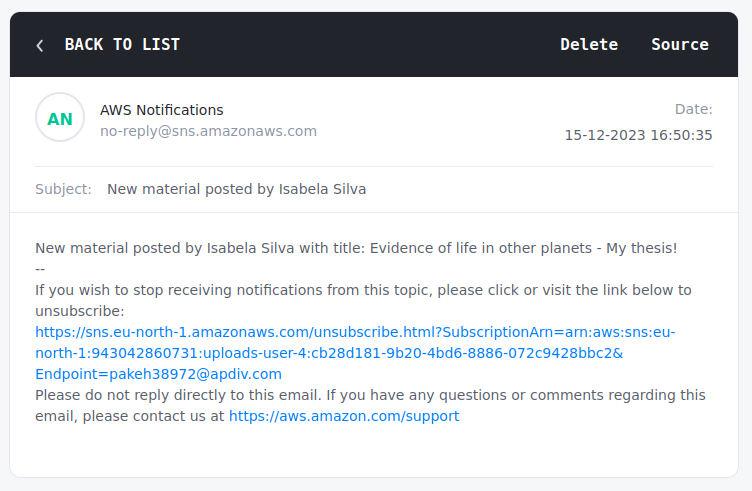 BACK TO LIST Delete Source
AN
AWS Notifications
no-reply@sns.amazonaws.com
Date:
15-12-2023 16:50:35
Subject: New material posted by Isabela Silva
New material posted by Isabela Silva with title: Evidence of life in other planets - My thesis!
--
If you wish to stop receiving notifications from this topic, please click or visit the link below to
unsubscribe:
https://sns.eu-north-1.amazonaws.com/unsubscribe.html?SubscriptionArn=arn:aws:sns:eu-
north-1:943042860731:uploads-user-4:cb28d181-9b20-4bd6-8886-072c9428bbc2&
Endpoint=pakeh38972@apdiv.com
Please do not reply directly to this email. If you have any questions or comments regarding this
email, please contact us at https://aws.amazon.com/support